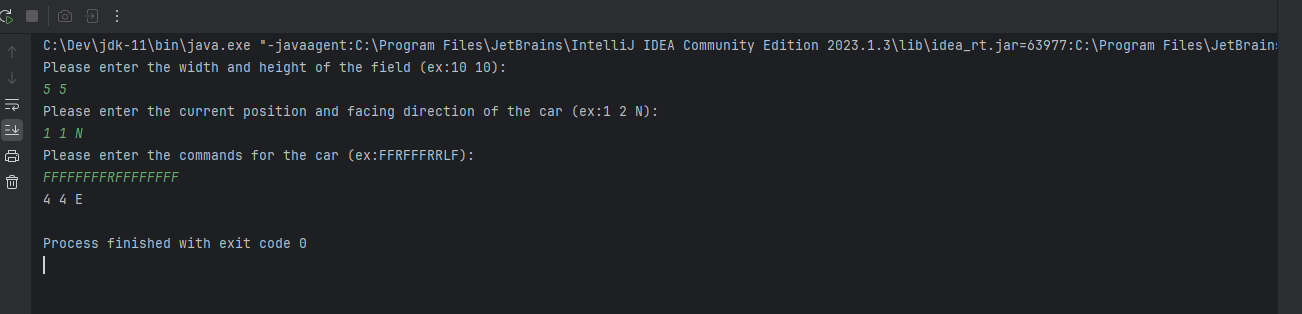 C:\Dev\jdk-11\bin\java.exe "-javaagent:C:\Program Files\JetBrains\IntelliJ IDEA Community Edition 2023.1.3\lib\idea_rt.jar=63977:C:\Program Files\JetBrains
Please enter the width and height of the field (ex:10 10):
5 5
Please enter the current position and facing direction of the car (ex:1 2 N):
1 1 N
Please enter the commands for the car (ex:FFRFFFRRLF):
FFFFFFFFRFFFFFFFF
4 4 E
Process finished with exit code 0